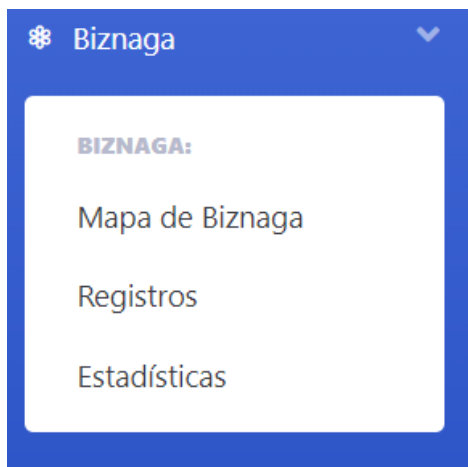 Biznaga
BIZNAGA:
Mapa de Biznaga
Registros
Estadísticas